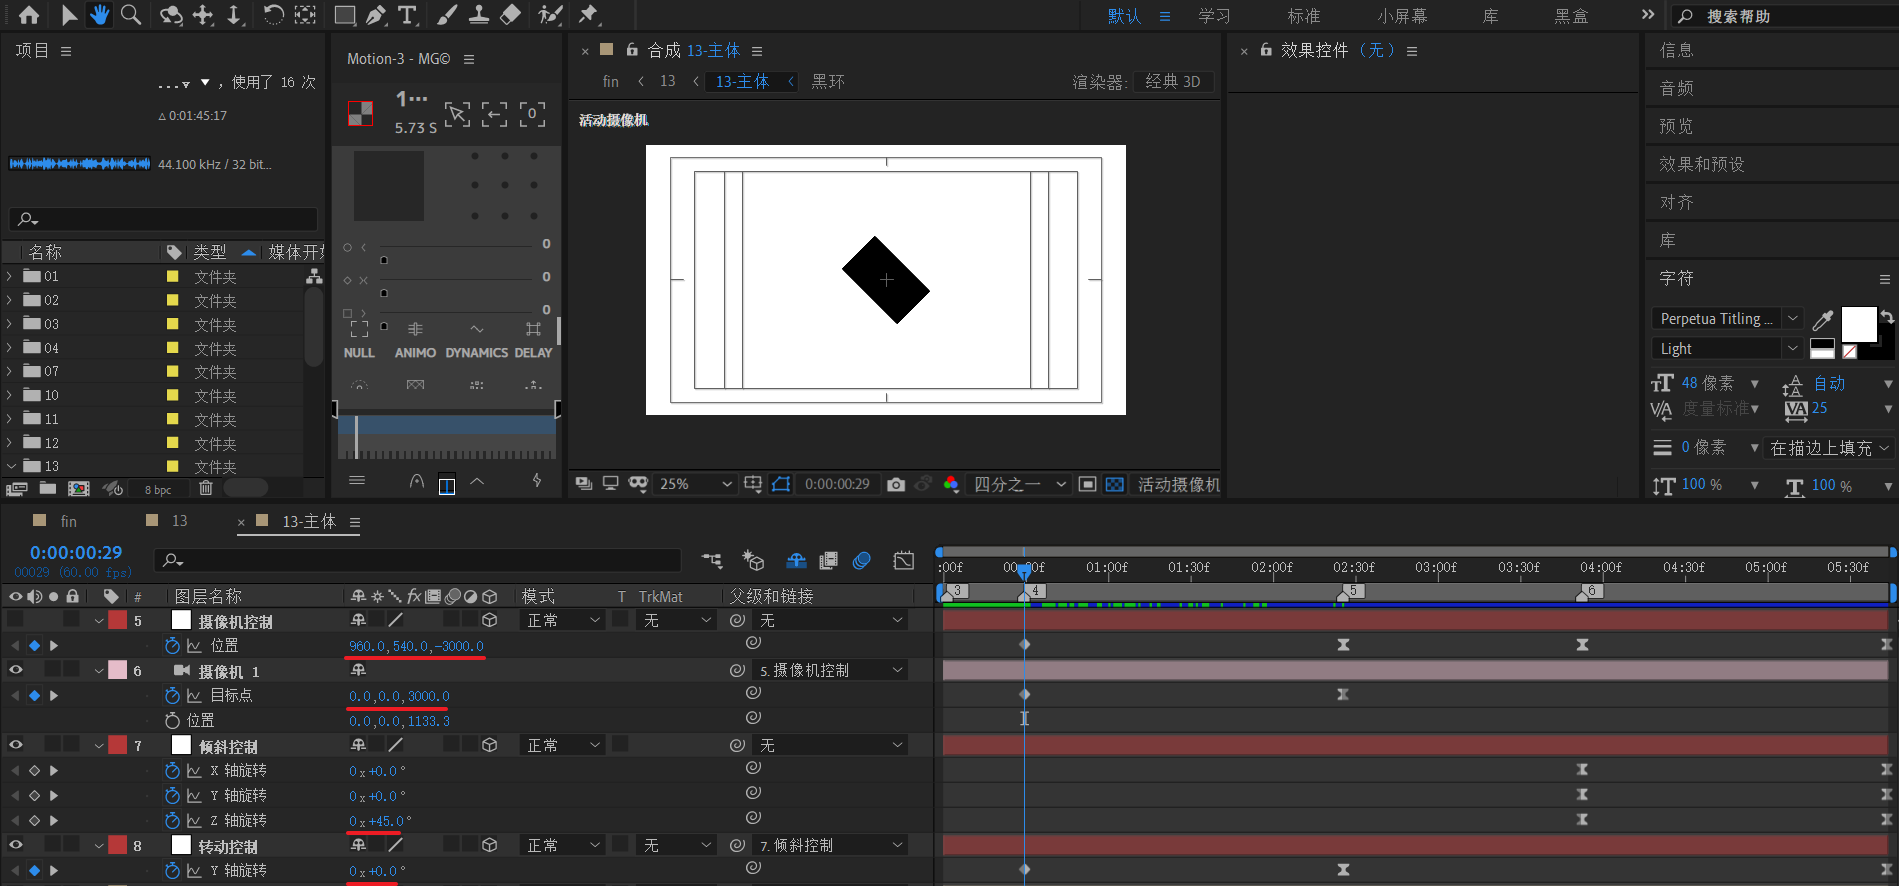 默认 学习 标准 小屏幕 库 黑盒 搜索帮助
项目
, 使用了 16 次
0:01:45:17
44.100 kHz / 32 bit...
名称 类型 媒体开始
01 文件夹
02 文件夹
03 文件夹
04 文件夹
07 文件夹
10 文件夹
11 文件夹
12 文件夹
13 文件夹
8 bpc
Motion-3 - MG©
1...
5.73 S
0
0
0
0
NULL ANIMO DYNAMICS DELAY
合成 13-主体
fin 13 13-主体 黑环 渲染器: 经典 3D
活动摄像机
25% 0:00:00:29 四分之一 活动摄像机
效果控件 (无)
信息
音频
预览
效果和预设
对齐
库
字符
Perpetua Titling ...
Light
48 像素 自动
度量标准 25
0 像素 在描边上填充
100 % 100 %
fin 13 13-主体
0:00:00:29
00029 (60.00 fps)
:00f 00:30f 01:00f 01:30f 02:00f 02:30f 03:00f 03:30f 04:00f 04:30f 05:00f 05:30f
3 4 5 6
# 图层名称 fx 模式 T TrkMat 父级和链接
5 摄像机控制 正常 无 无
位置 960.0,540.0,-3000.0
6 摄像机 1 5. 摄像机控制
目标点 0.0,0.0,3000.0
位置 0.0,0.0,1133.3
7 倾斜控制 正常 无
X 轴旋转 0x+0.0°
Y 轴旋转 0x+0.0°
Z 轴旋转 0x+45.0°
8 转动控制 正常 无 7. 倾斜控制
Y 轴旋转 0x+0.0°